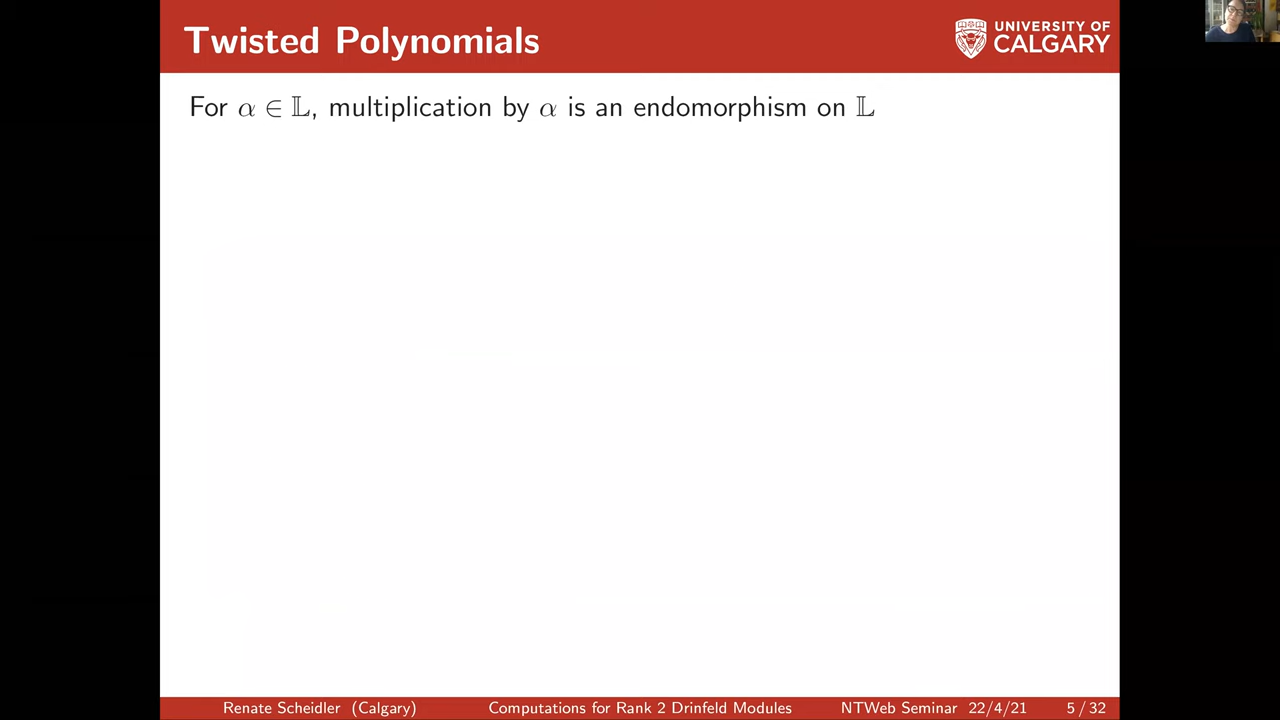 Twisted Polynomials
UNIVERSITY OF
CALGARY
For α ∈ 𝕃, multiplication by α is an endomorphism on 𝕃
Renate Scheidler (Calgary) Computations for Rank 2 Drinfeld Modules NTWeb Seminar 22/4/21 5 / 32